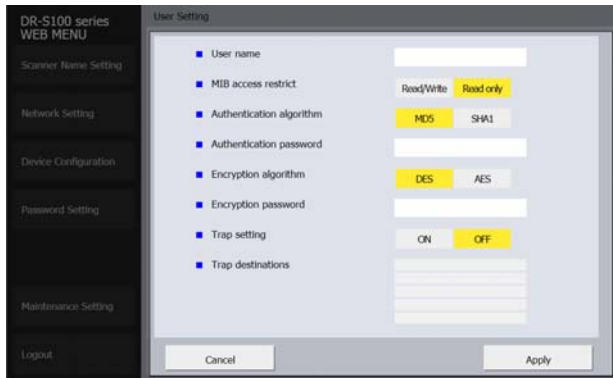 DR-S100 series
WEB MENU
Scanner Name Setting
Network Setting
Device Configuration
Password Setting
Maintenance Setting
Logout
User Setting
User name
MIB access restrict
Read/Write Read only
Authentication algorithm
MD5 SHA1
Authentication password
Encryption algorithm
DES AES
Encryption password
Trap setting
ON OFF
Trap destinations
Cancel Apply